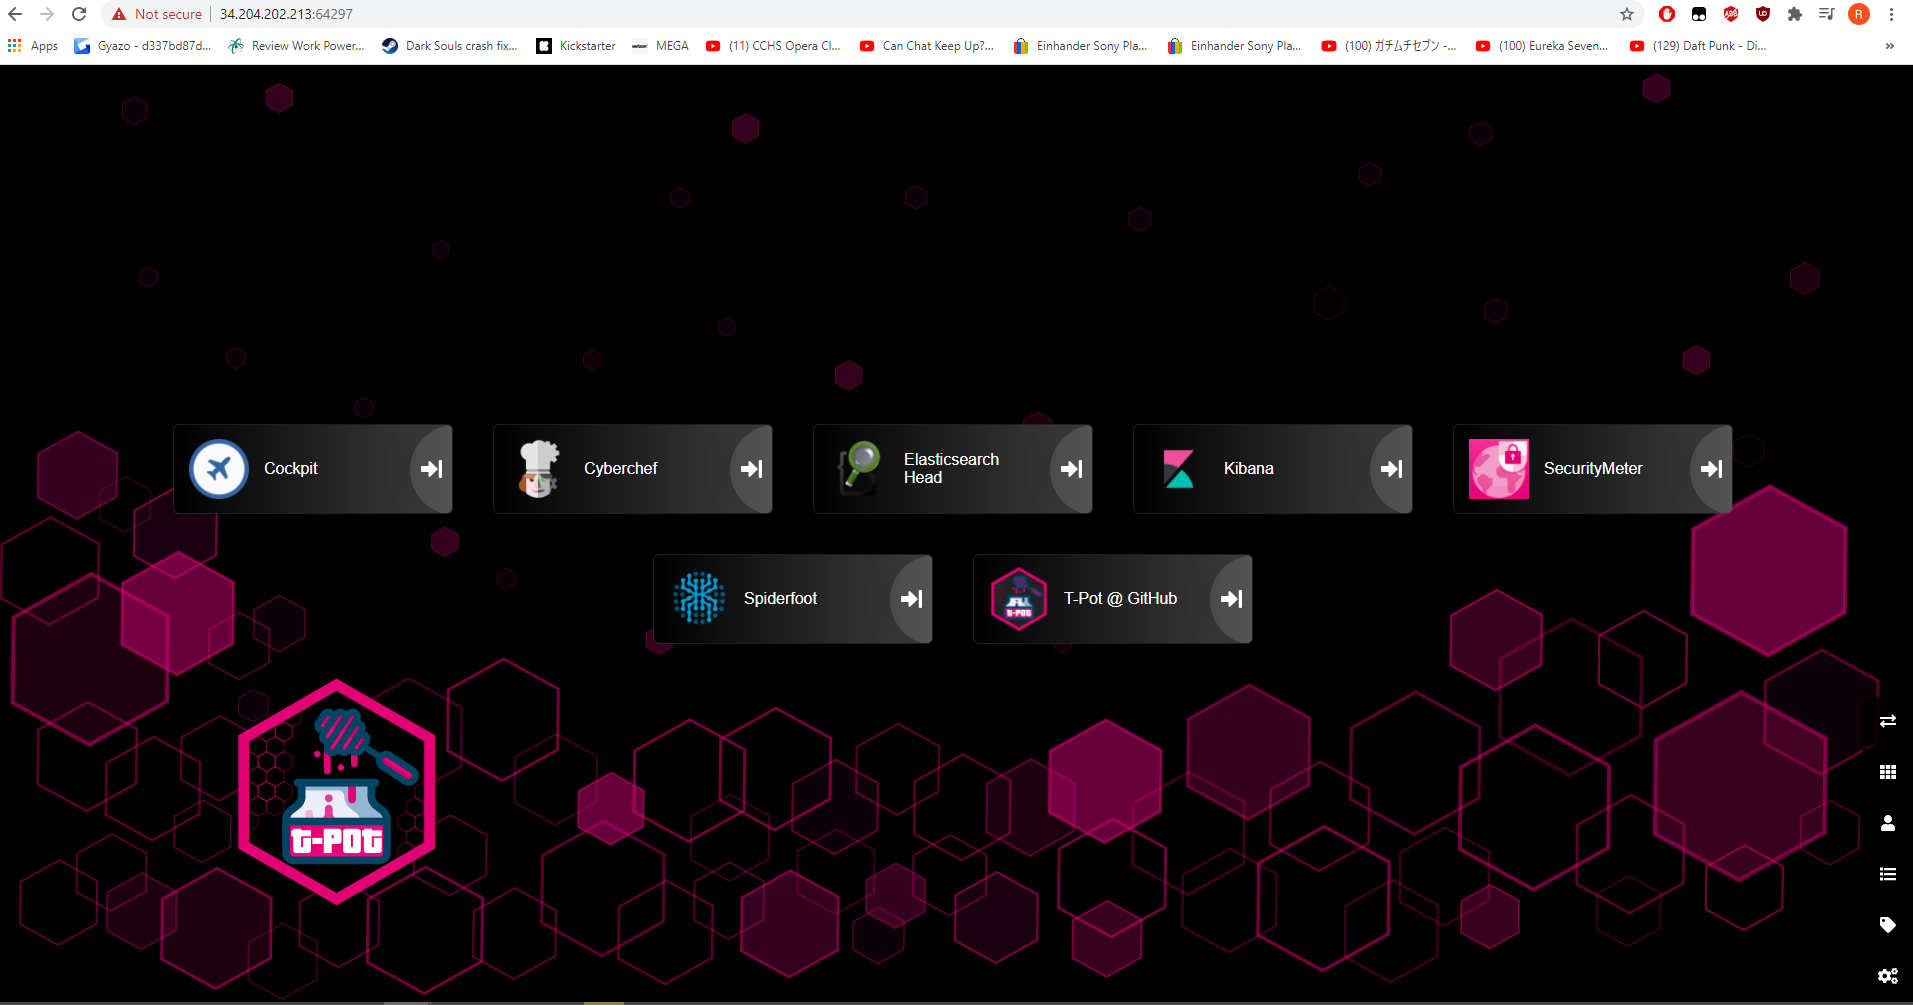 Not secure
34.204.202.213:64297
R
Apps
Gyazo - d337bd87d...
Review Work Power...
Dark Souls crash fix...
Kickstarter
MEGA
(11) CCHS Opera Cl...
Can Chat Keep Up?...
Einhander Sony Pla...
Einhander Sony Pla...
(100) ガチムチセブン -...
(100) Eureka Seven...
(129) Daft Punk - Di...
Cockpit
Cyberchef
Elasticsearch
Head
Kibana
SecurityMeter
Spiderfoot
T-POT
T-Pot @ GitHub
T-POT